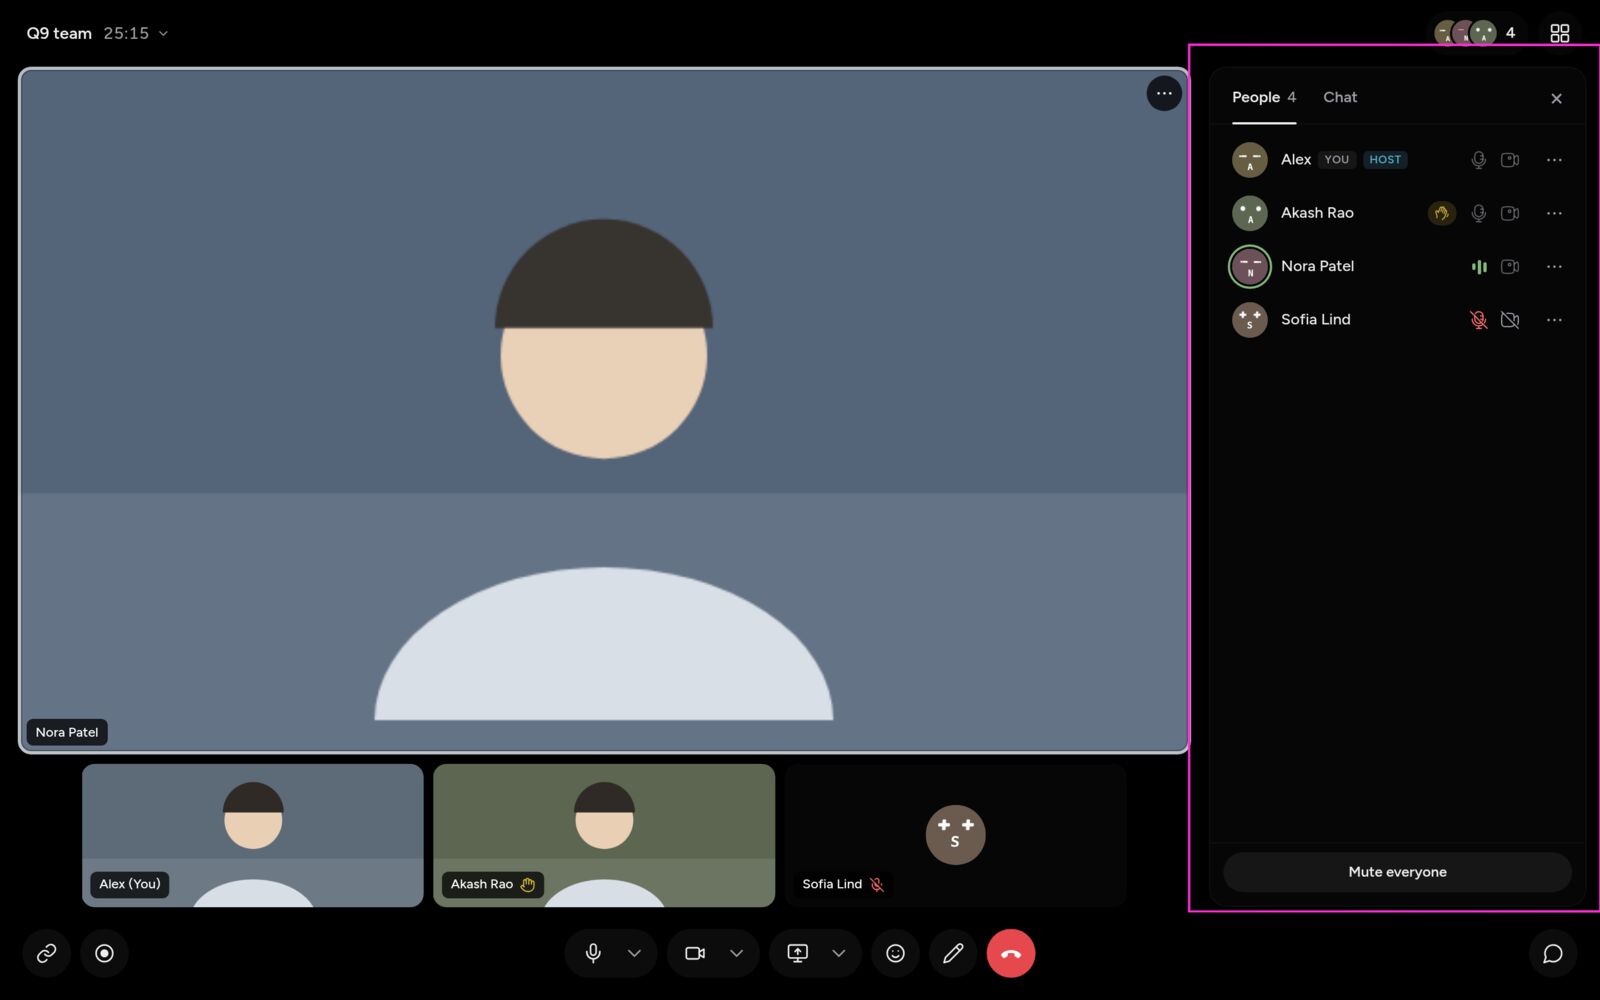 Q9 team 25:15
A N A 4
People 4 Chat
A Alex YOU HOST
A Akash Rao
N Nora Patel
S Sofia Lind
Nora Patel
Alex (You)
Akash Rao
S
Sofia Lind
Mute everyone